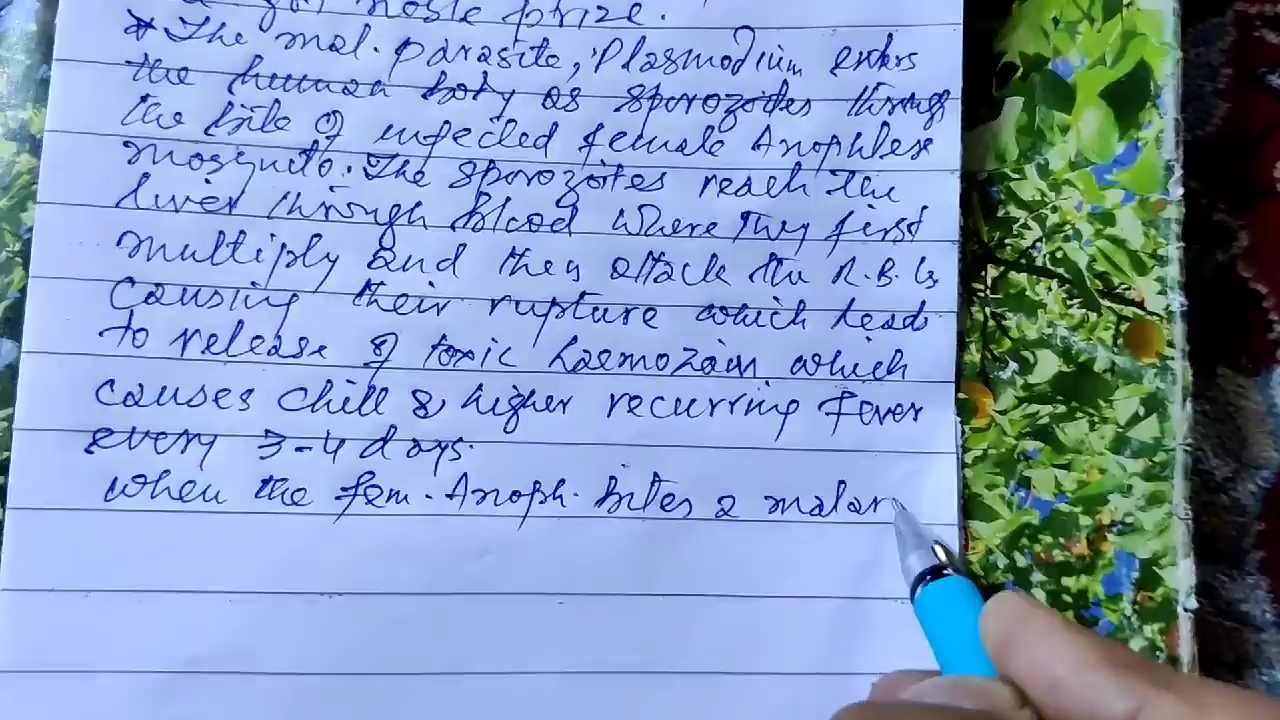 noble prize.
* The mal. parasite, Plasmodium enters
the human body as sporozoites through
the bite of infected female Anophles
mosquito. The sporozoites reach the
liver through blood where they first
multiply and then attack the R.B.Cs
causing their rupture which leads
to release of toxic haemozoin which
causes chill & higher recurring fever
every 3-4 days.
when the fem. Anoph. bites a malar